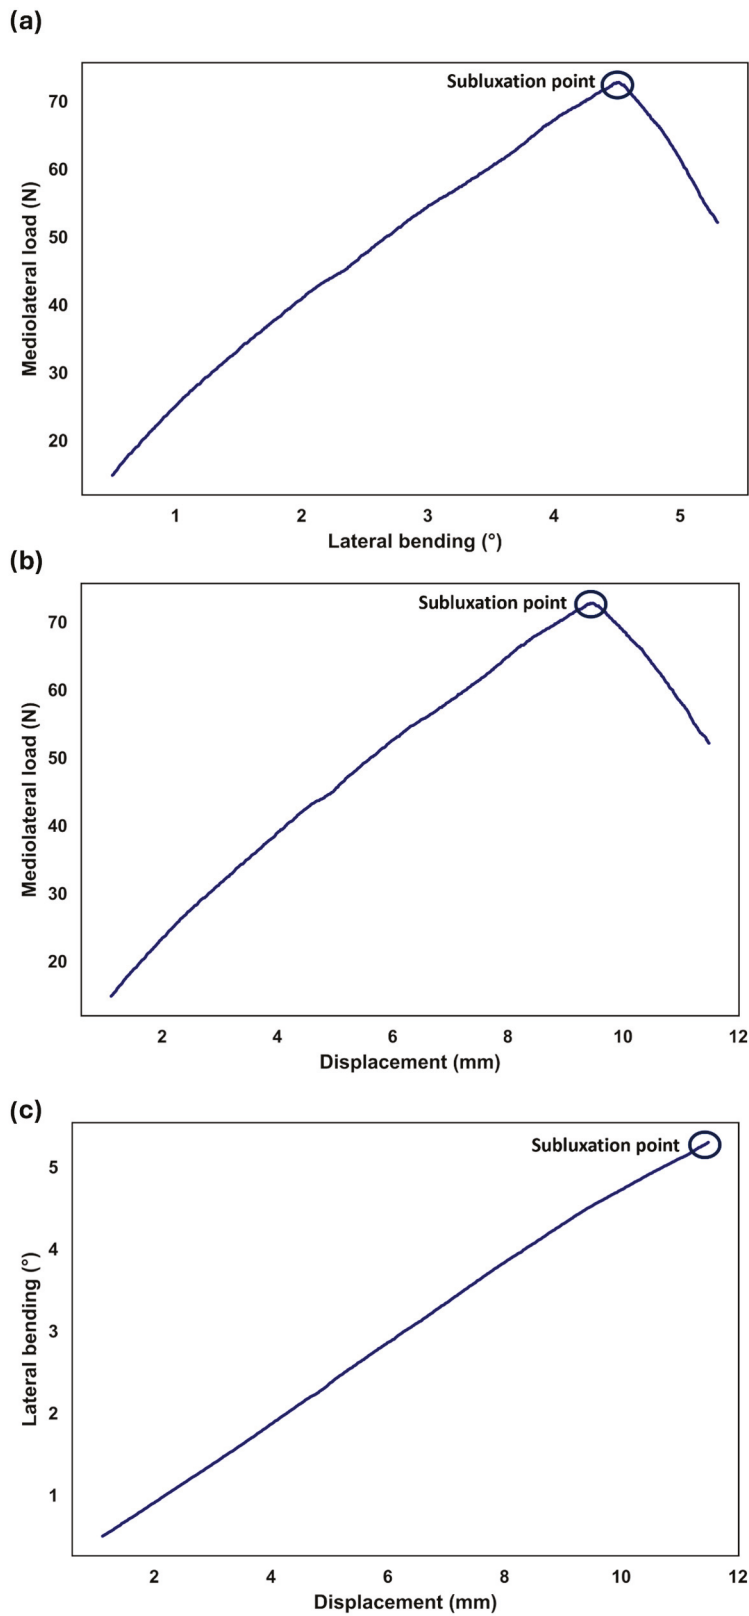 (a)
Subluxation point
70
60
50
40
30
20
Mediolateral load (N)
1 2 3 4 5
Lateral bending (°)
(b)
Subluxation point
70
60
50
40
30
20
Mediolateral load (N)
2 4 6 8 10 12
Displacement (mm)
(c)
Subluxation point
5
4
3
2
1
Lateral bending (°)
2 4 6 8 10 12
Displacement (mm)